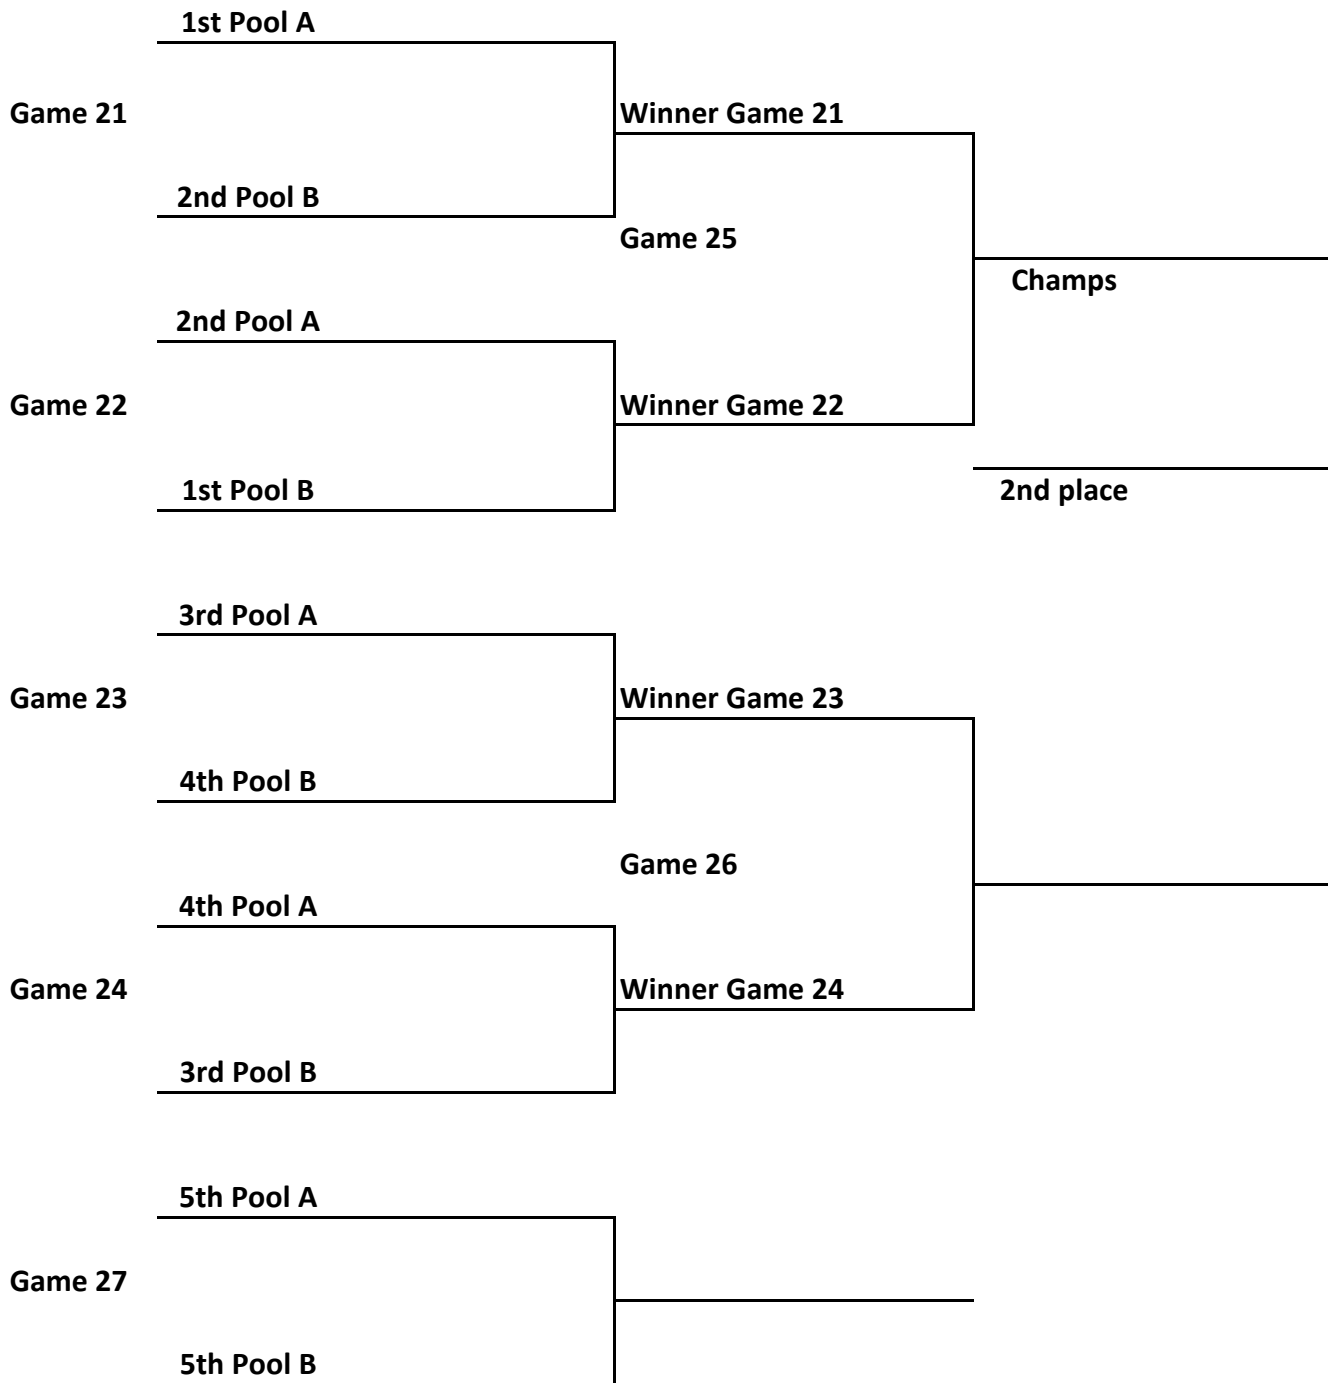 1st Pool A
Game 21
Winner Game 21
2nd Pool B
Game 25
Champs
2nd Pool A
Game 22
Winner Game 22
1st Pool B
2nd place
3rd Pool A
Game 23
Winner Game 23
4th Pool B
Game 26
4th Pool A
Game 24
Winner Game 24
3rd Pool B
5th Pool A
Game 27
5th Pool B